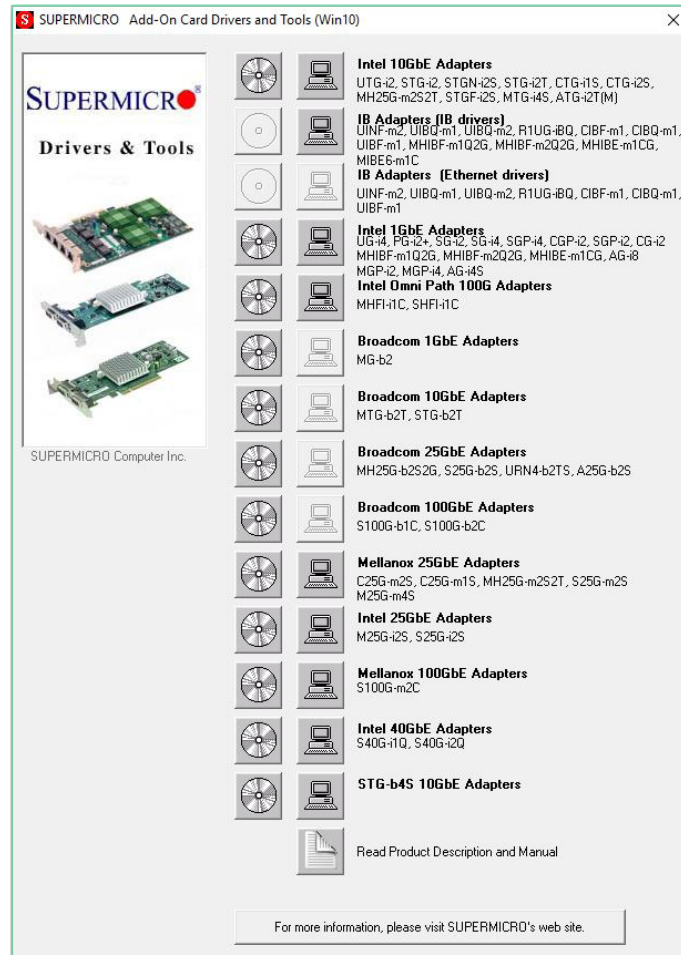 SUPERMICRO Add-On Card Drivers and Tools (Win10)
SUPERMICRO®
Drivers & Tools
SUPERMICRO Computer Inc.
Intel 10GbE Adapters
UTG-i2, STG-i2, STGN-i2S, STG-i2T, CTG-i1S, CTG-i2S,
MH25G-m2S2T, STGF-i2S, MTG-i4S, ATG-i2T(M)
IB Adapters (IB drivers)
UINF-m2, UIBQ-m1, UIBQ-m2, R1UG-iBQ, CIBF-m1, CIBQ-m1,
UIBF-m1, MHIBF-m1Q2G, MHIBF-m2Q2G, MHIBE-m1CG,
MIBE6-m1C
IB Adapters (Ethernet drivers)
UINF-m2, UIBQ-m1, UIBQ-m2, R1UG-iBQ, CIBF-m1, CIBQ-m1,
UIBF-m1
Intel 1GbE Adapters
UG-i4, PG-i2+, SG-i2, SG-i4, SGP-i4, CGP-i2, SGP-i2, CG-i2
MHIBF-m1Q2G, MHIBF-m2Q2G, MHIBE-m1CG, AG-i8
MGP-i2, MGP-i4, AG-i4S
Intel Omni Path 100G Adapters
MHFI-i1C, SHFI-i1C
Broadcom 1GbE Adapters
MG-b2
Broadcom 10GbE Adapters
MTG-b2T, STG-b2T
Broadcom 25GbE Adapters
MH25G-b2S2G, S25G-b2S, URN4-b2TS, A25G-b2S
Broadcom 100GbE Adapters
S100G-b1C, S100G-b2C
Mellanox 25GbE Adapters
C25G-m2S, C25G-m1S, MH25G-m2S2T, S25G-m2S
M25G-m4S
Intel 25GbE Adapters
M25G-i2S, S25G-i2S
Mellanox 100GbE Adapters
S100G-m2C
Intel 40GbE Adapters
S40G-i1Q, S40G-i2Q
STG-b4S 10GbE Adapters
Read Product Description and Manual
For more information, please visit SUPERMICRO's web site.